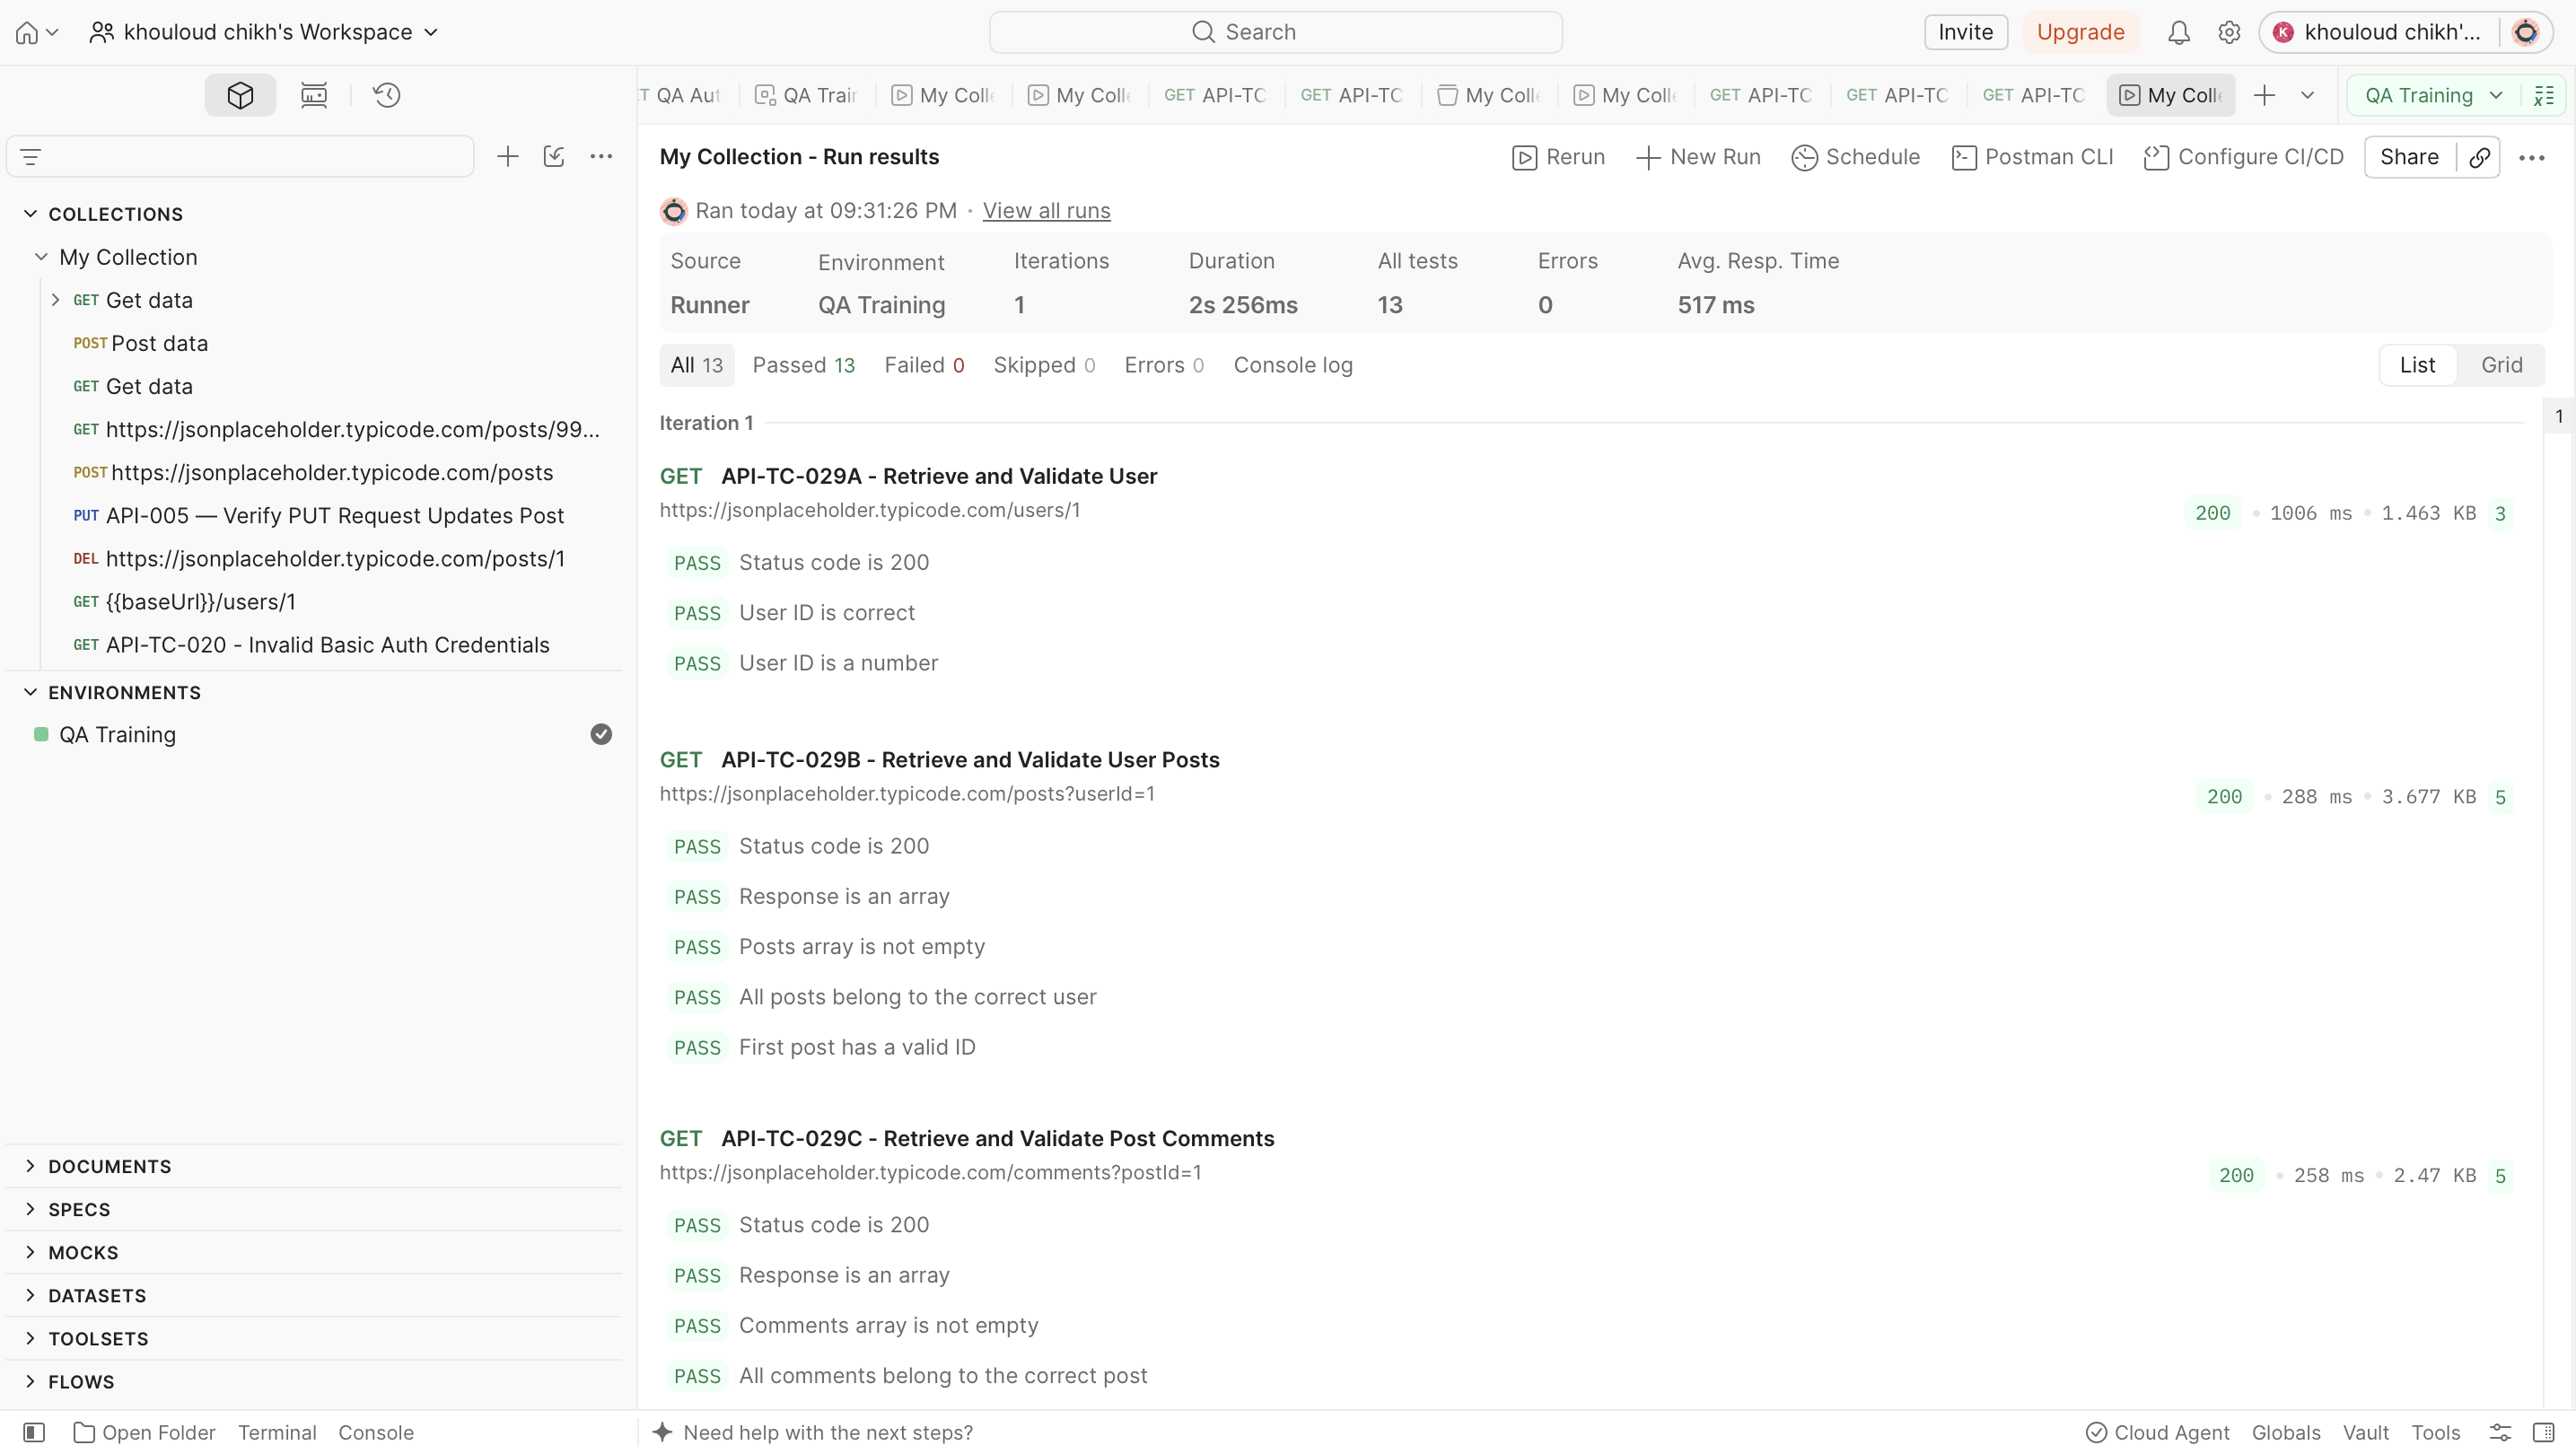 khouloud chikh's Workspace
Search
Invite
Upgrade
K
khouloud chikh'...
QA Aut
QA Trair
My Coll
My Coll
GET API-TC
GET API-TC
My Coll
My Coll
GET API-TC
GET API-TC
GET API-TC
My Coll
QA Training
COLLECTIONS
My Collection
GET Get data
POST Post data
GET Get data
GET https://jsonplaceholder.typicode.com/posts/99...
POST https://jsonplaceholder.typicode.com/posts
PUT API-005 — Verify PUT Request Updates Post
DEL https://jsonplaceholder.typicode.com/posts/1
GET {{baseUrl}}/users/1
GET API-TC-020 - Invalid Basic Auth Credentials
ENVIRONMENTS
QA Training
DOCUMENTS
SPECS
MOCKS
DATASETS
TOOLSETS
FLOWS
My Collection - Run results
Rerun
New Run
Schedule
Postman CLI
Configure CI/CD
Share
Ran today at 09:31:26 PM · View all runs
Source Environment Iterations Duration All tests Errors Avg. Resp. Time
Runner QA Training 1 2s 256ms 13 0 517 ms
All 13 Passed 13 Failed 0 Skipped 0 Errors 0 Console log
List Grid
Iteration 1
1
GET API-TC-029A - Retrieve and Validate User
https://jsonplaceholder.typicode.com/users/1
200 • 1006 ms • 1.463 KB 3
PASS Status code is 200
PASS User ID is correct
PASS User ID is a number
GET API-TC-029B - Retrieve and Validate User Posts
https://jsonplaceholder.typicode.com/posts?userId=1
200 • 288 ms • 3.677 KB 5
PASS Status code is 200
PASS Response is an array
PASS Posts array is not empty
PASS All posts belong to the correct user
PASS First post has a valid ID
GET API-TC-029C - Retrieve and Validate Post Comments
https://jsonplaceholder.typicode.com/comments?postId=1
200 • 258 ms • 2.47 KB 5
PASS Status code is 200
PASS Response is an array
PASS Comments array is not empty
PASS All comments belong to the correct post
Open Folder
Terminal
Console
Need help with the next steps?
Cloud Agent
Globals
Vault
Tools